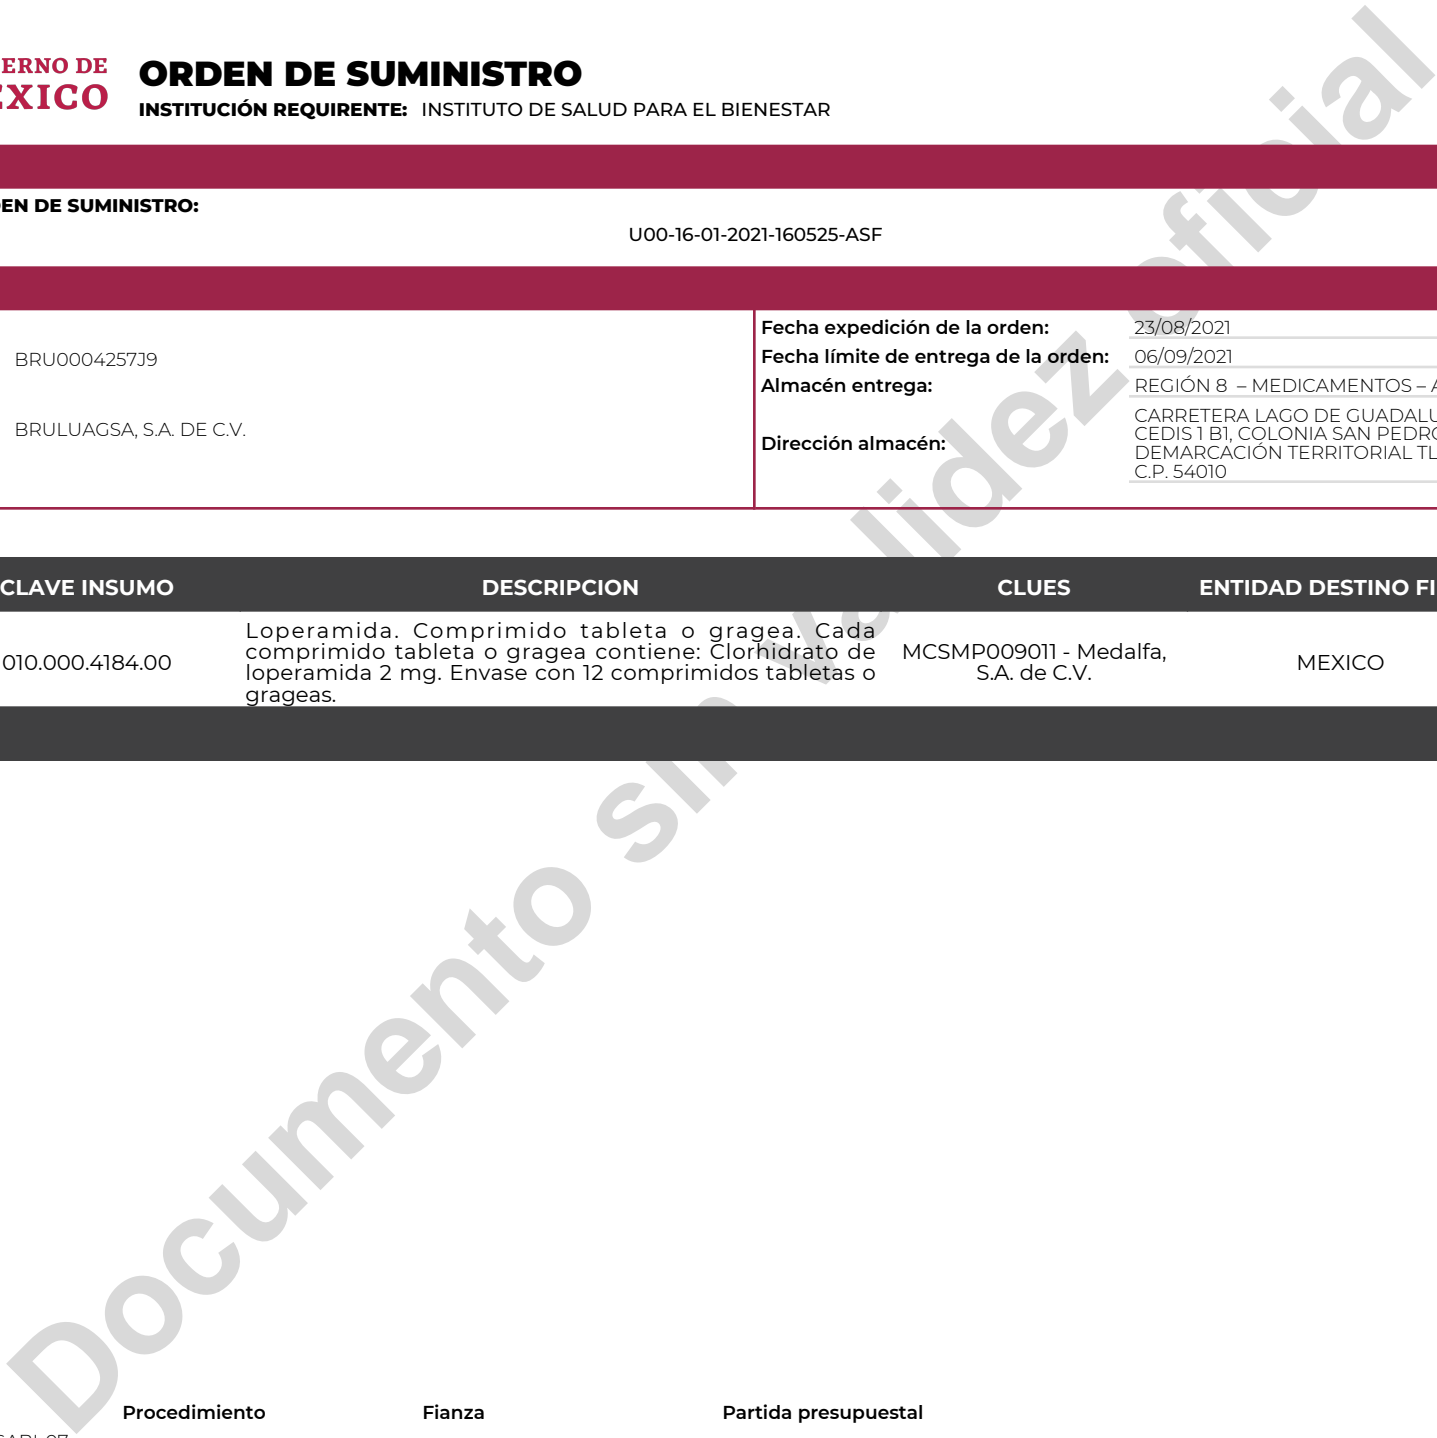 ERNO DE
ORDEN DE SUMINISTRO
EXICO
INSTITUCIÓN REQUIRENTE: INSTITUTO DE SALUD PARA EL BIENESTAR
EN DE SUMINISTRO:
U00-16-01-2021-160525-ASF
Fecha expedición de la orden: 23/08/2021
BRU0004257J9
Fecha límite de entrega de la orden: 06/09/2021
Almacén entrega: REGIÓN 8 – MEDICAMENTOS – A
BRULUAGSA, S.A. DE C.V.
Dirección almacén:
CARRETERA LAGO DE GUADALU
CEDIS 1 B1, COLONIA SAN PEDRO
DEMARCACIÓN TERRITORIAL TL
C.P. 54010
CLAVE INSUMO DESCRIPCION CLUES ENTIDAD DESTINO FI
010.000.4184.00
Loperamida. Comprimido tableta o gragea. Cada
comprimido tableta o gragea contiene: Clorhidrato de
loperamida 2 mg. Envase con 12 comprimidos tabletas o
grageas.
MCSMP009011 - Medalfa,
S.A. de C.V.
MEXICO
Documento sin validez oficial
Procedimiento Fianza Partida presupuestal